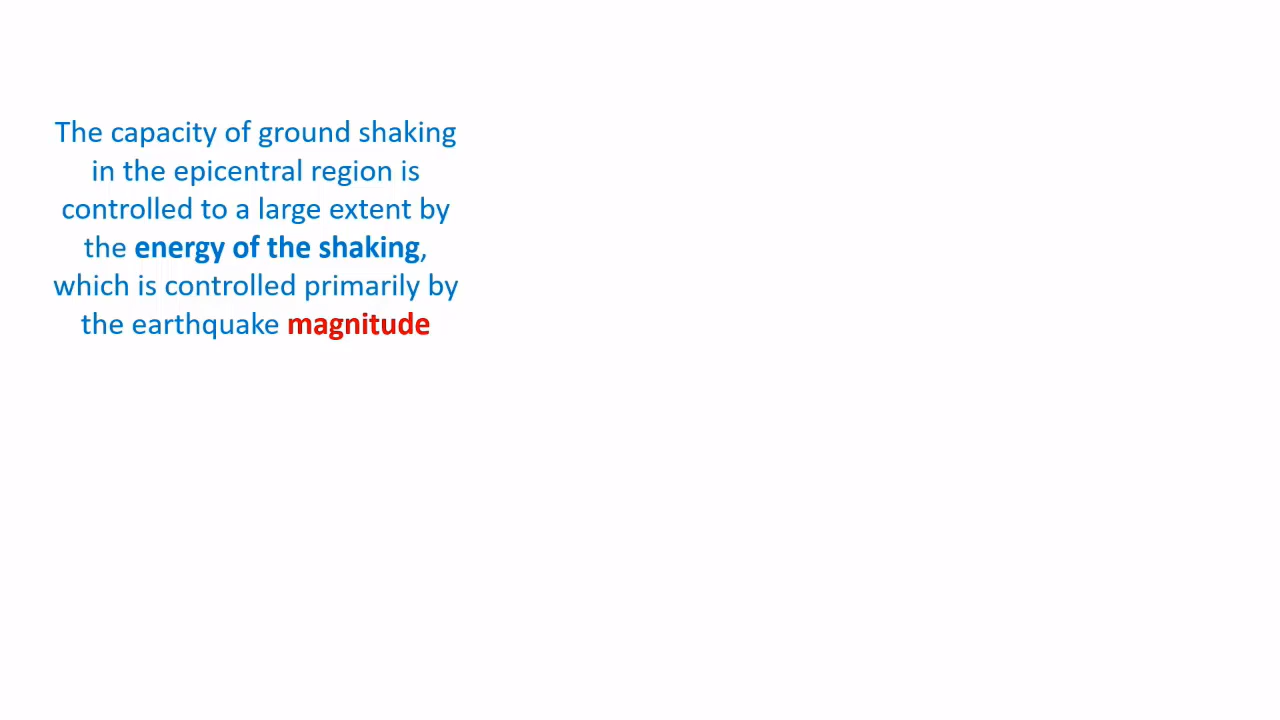 The capacity of ground shaking
in the epicentral region is
controlled to a large extent by
the energy of the shaking,
which is controlled primarily by
the earthquake magnitude